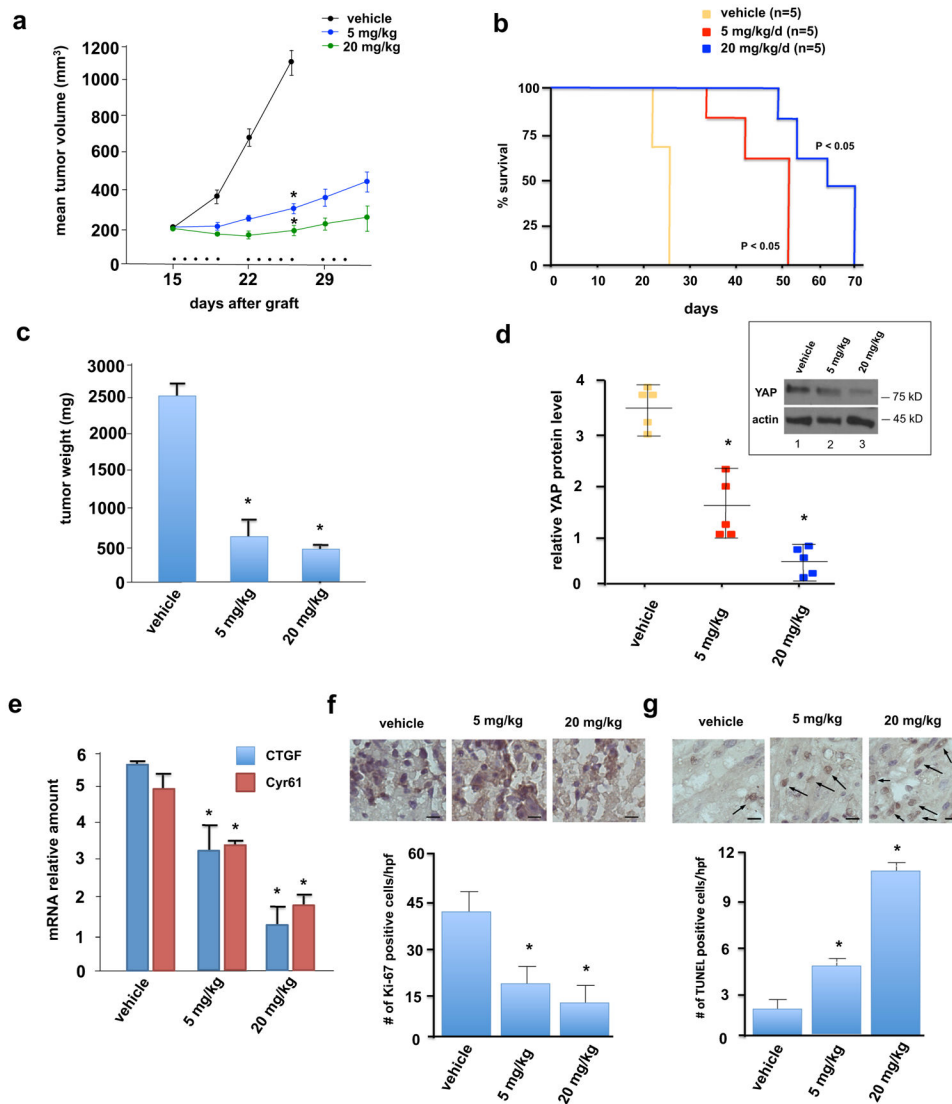 a
vehicle
5 mg/kg
20 mg/kg
mean tumor volume (mm³)
1200
1000
800
600
400
200
0
*
*
15
22
29
days after graft
b
vehicle (n=5)
5 mg/kg/d (n=5)
20 mg/kg/d (n=5)
% survival
100
75
50
25
0
P < 0.05
P < 0.05
0 10 20 30 40 50 60 70
days
c
tumor weight (mg)
3000
2500
2000
1500
1000
500
0
*
*
vehicle
5 mg/kg
20 mg/kg
d
relative YAP protein level
4
3
2
1
0
*
*
vehicle
5 mg/kg
20 mg/kg
vehicle
5 mg/kg
20 mg/kg
YAP
— 75 kD
actin
— 45 kD
1 2 3
e
CTGF
Cyr61
mRNA relative amount
6
5
4
3
2
1
0
* *
* *
vehicle
5 mg/kg
20 mg/kg
f
vehicle
5 mg/kg
20 mg/kg
# of Ki-67 positive cells/hpf
60
45
30
15
0
*
*
vehicle
5 mg/kg
20 mg/kg
g
vehicle
5 mg/kg
20 mg/kg
# of TUNEL positive cells/hpf
12
9
6
3
0
*
*
vehicle
5 mg/kg
20 mg/kg